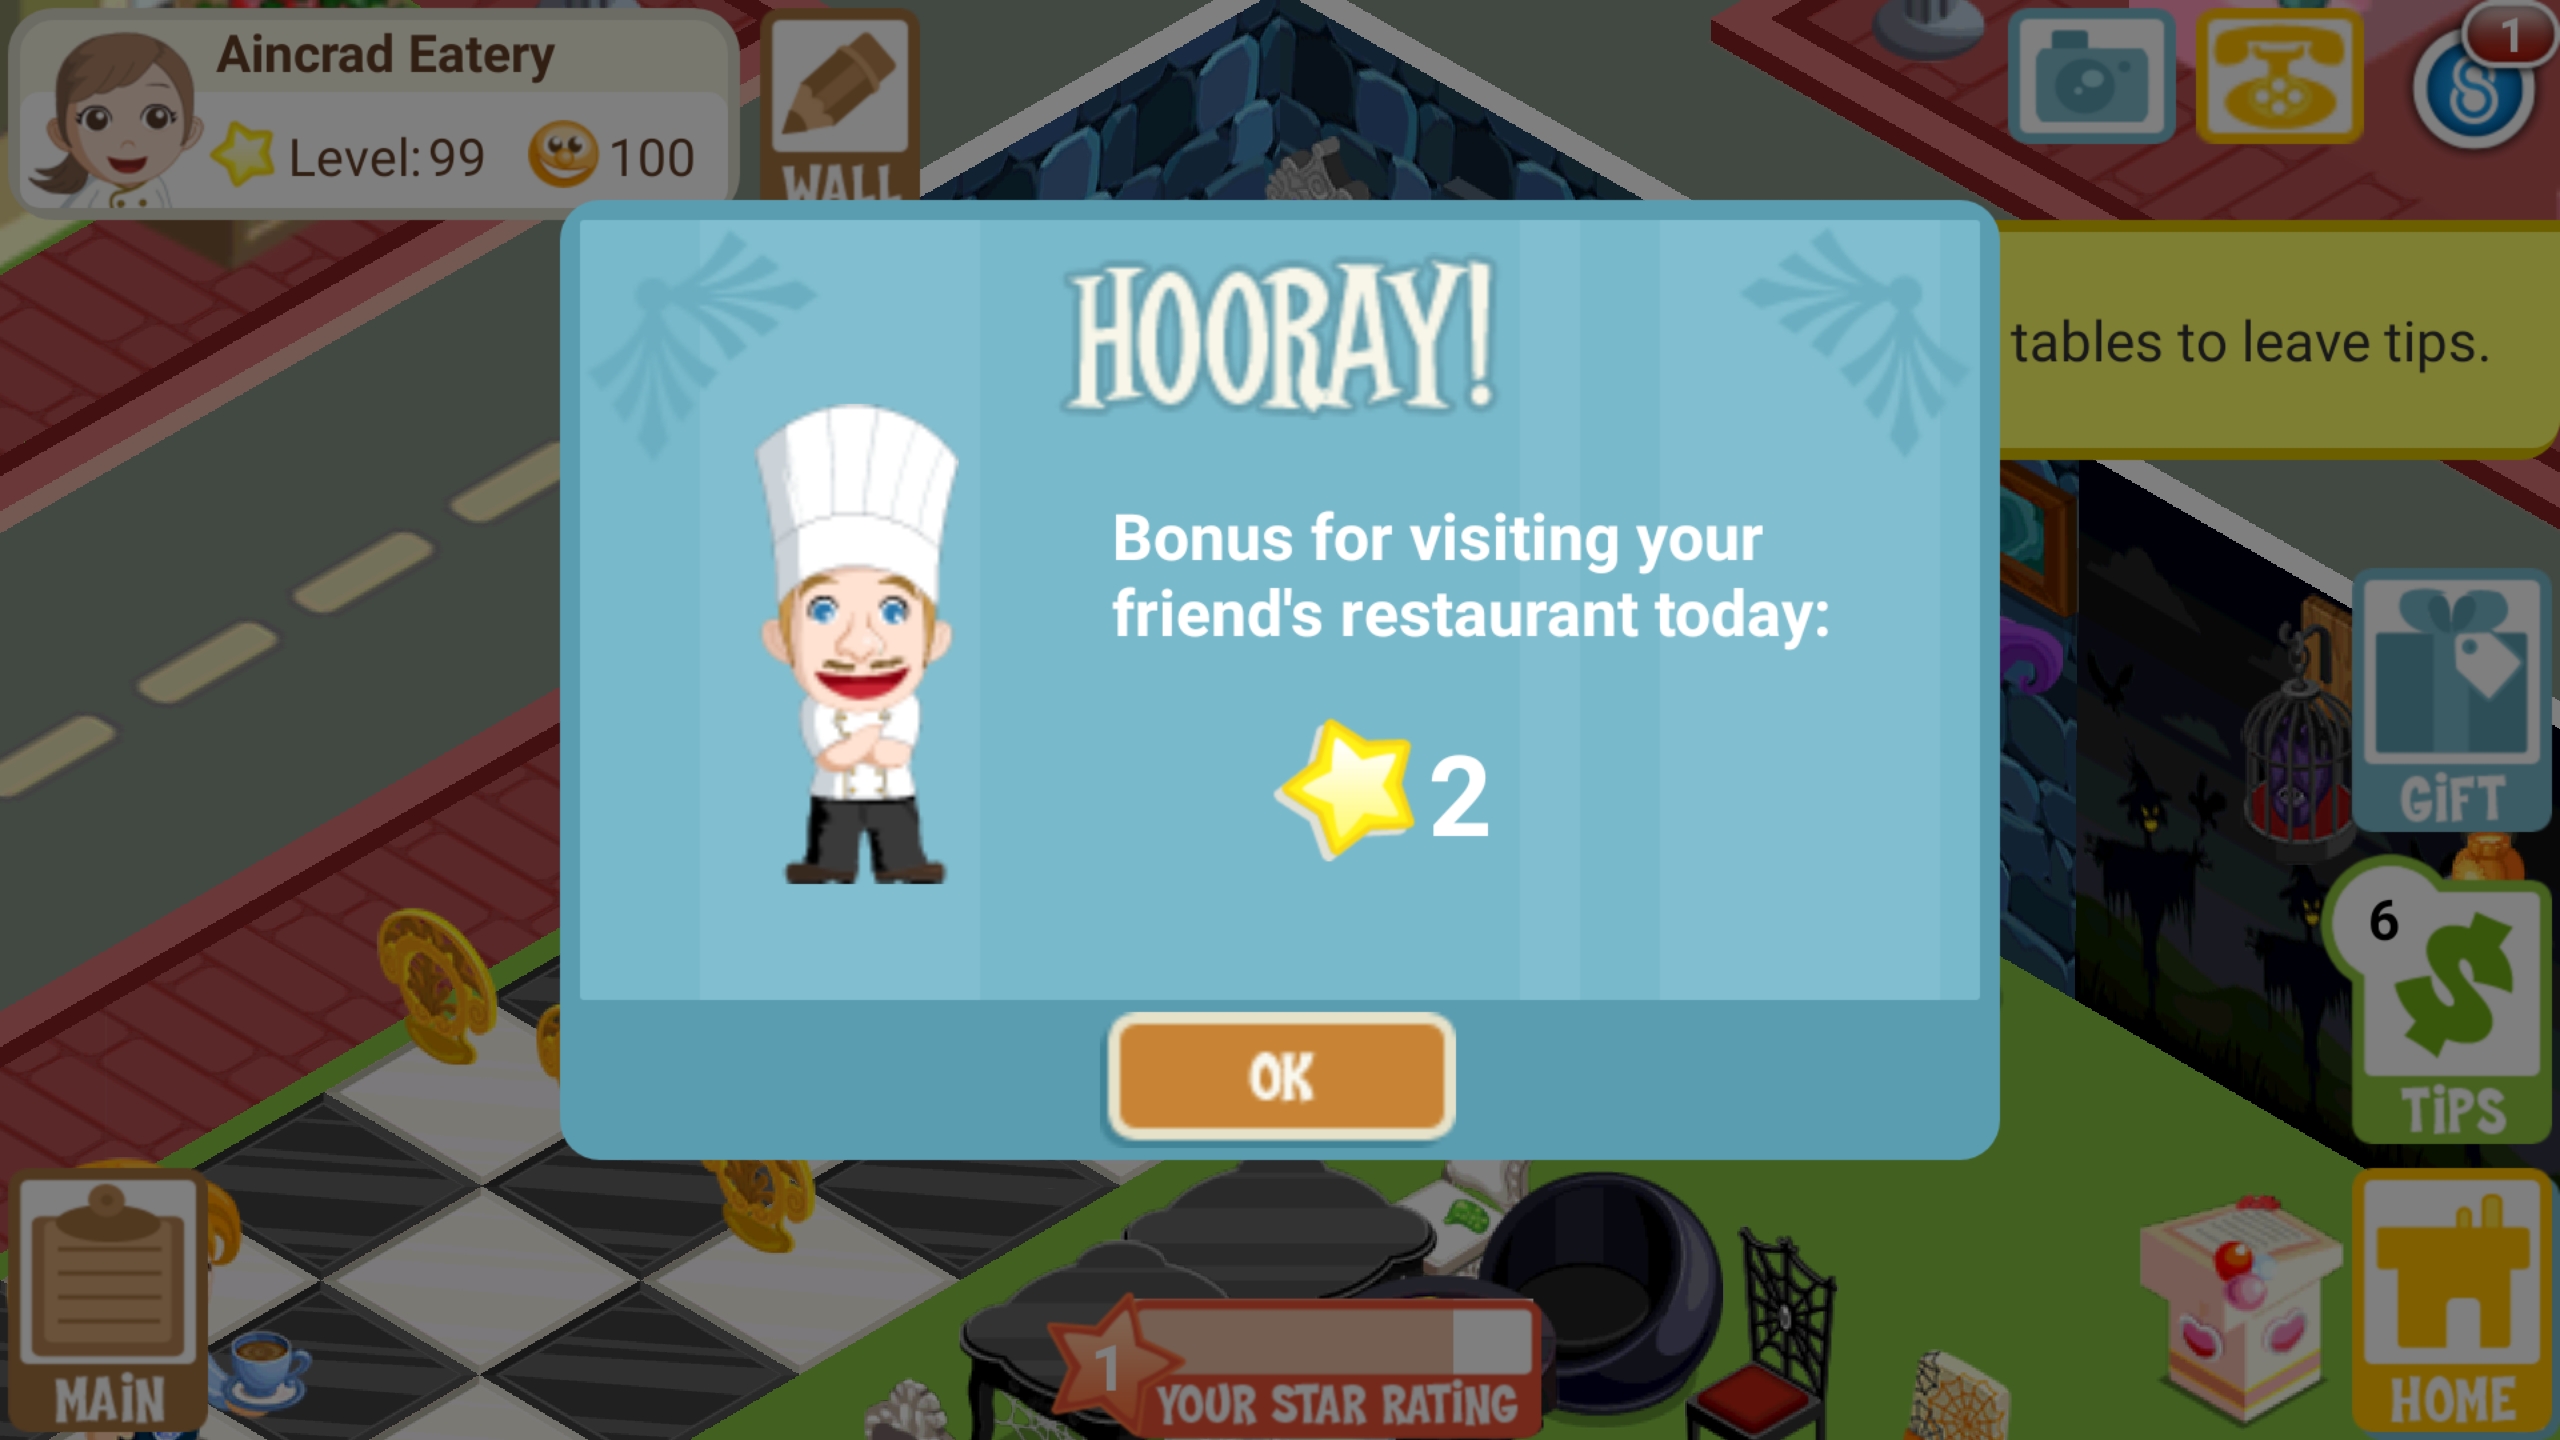 Aincrad Eatery
Level: 99
100
WALL
1
HOORAY!
tables to leave tips.
Bonus for visiting your
friend's restaurant today:
2
GIFT
6
TIPS
OK
MAIN
1
YOUR STAR RATING
HOME